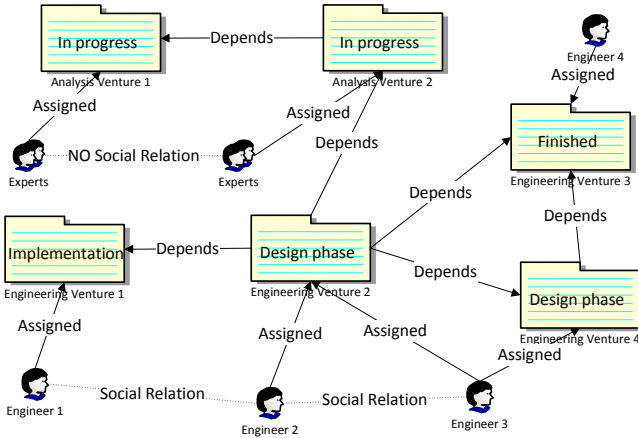 In progress
Depends
In progress
Analysis Venture 1
Analysis Venture 2
Engineer 4
Assigned
Assigned
Assigned
Depends
Finished
NO Social Relation
Experts
Experts
Engineering Venture 3
Depends
Depends
Implementation
Depends
Design phase
Depends
Engineering Venture 1
Engineering Venture 2
Design phase
Assigned
Assigned
Assigned
Engineering Venture 4
Assigned
Social Relation
Social Relation
Engineer 1
Engineer 2
Engineer 3